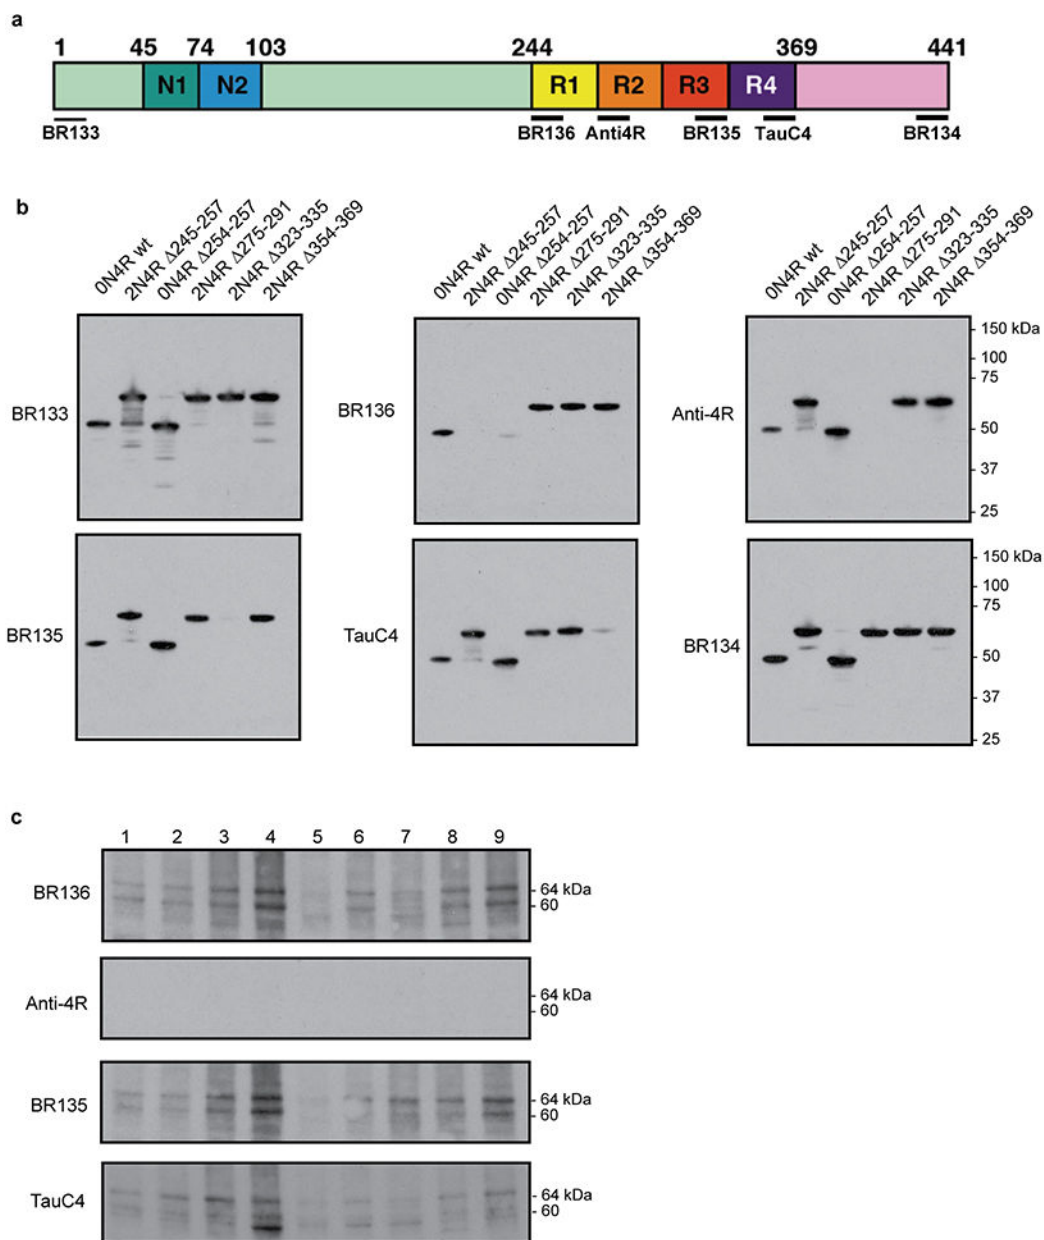 a
1 45 74 103 244 369 441
N1 N2 R1 R2 R3 R4
BR133 BR136 Anti4R BR135 TauC4 BR134
b
0N4R wt
2N4R Δ245-257
0N4R Δ254-257
2N4R Δ275-291
2N4R Δ323-335
2N4R Δ354-369
0N4R wt
2N4R Δ245-257
0N4R Δ254-257
2N4R Δ275-291
2N4R Δ323-335
2N4R Δ354-369
0N4R wt
2N4R Δ245-257
0N4R Δ254-257
2N4R Δ275-291
2N4R Δ323-335
2N4R Δ354-369
BR133
BR136
Anti-4R
150 kDa
100
75
50
37
25
BR135
TauC4
BR134
150 kDa
100
75
50
37
25
c
1 2 3 4 5 6 7 8 9
BR136
64 kDa
60
Anti-4R
64 kDa
60
BR135
64 kDa
60
TauC4
64 kDa
60